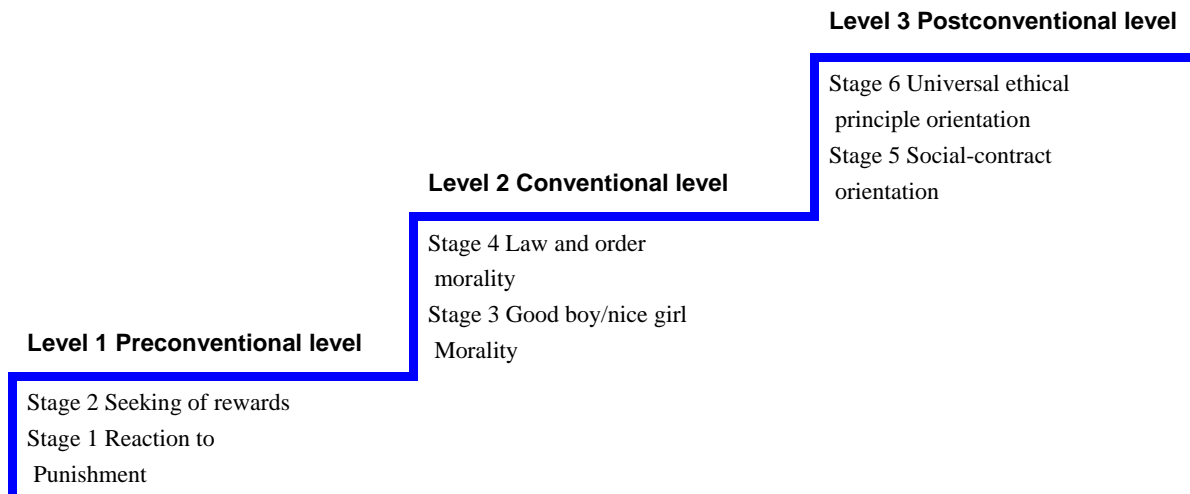 Level 3 Postconventional level
Stage 6 Universal ethical
principle orientation
Stage 5 Social-contract
orientation
Level 2 Conventional level
Stage 4 Law and order
morality
Stage 3 Good boy/nice girl
Morality
Level 1 Preconventional level
Stage 2 Seeking of rewards
Stage 1 Reaction to
Punishment